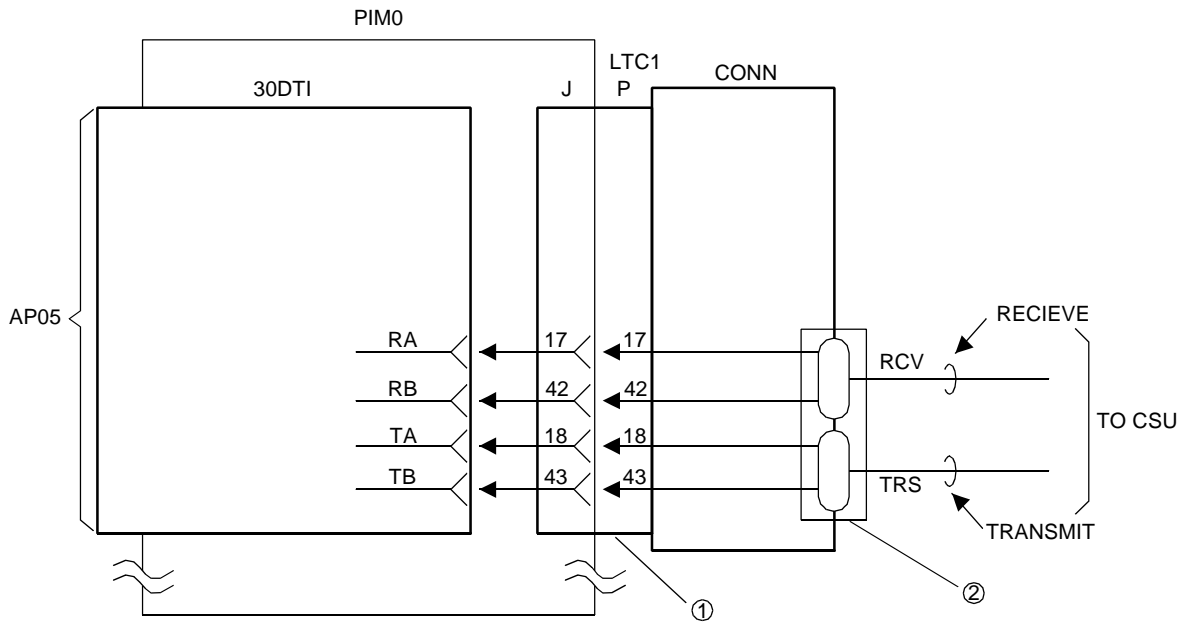 PIM0
LTC1
CONN
30DTI
J
P
AP05
RA
17
17
RB
42
42
TA
18
18
TB
43
43
RCV
TRS
RECIEVE
TO CSU
TRANSMIT
①
②